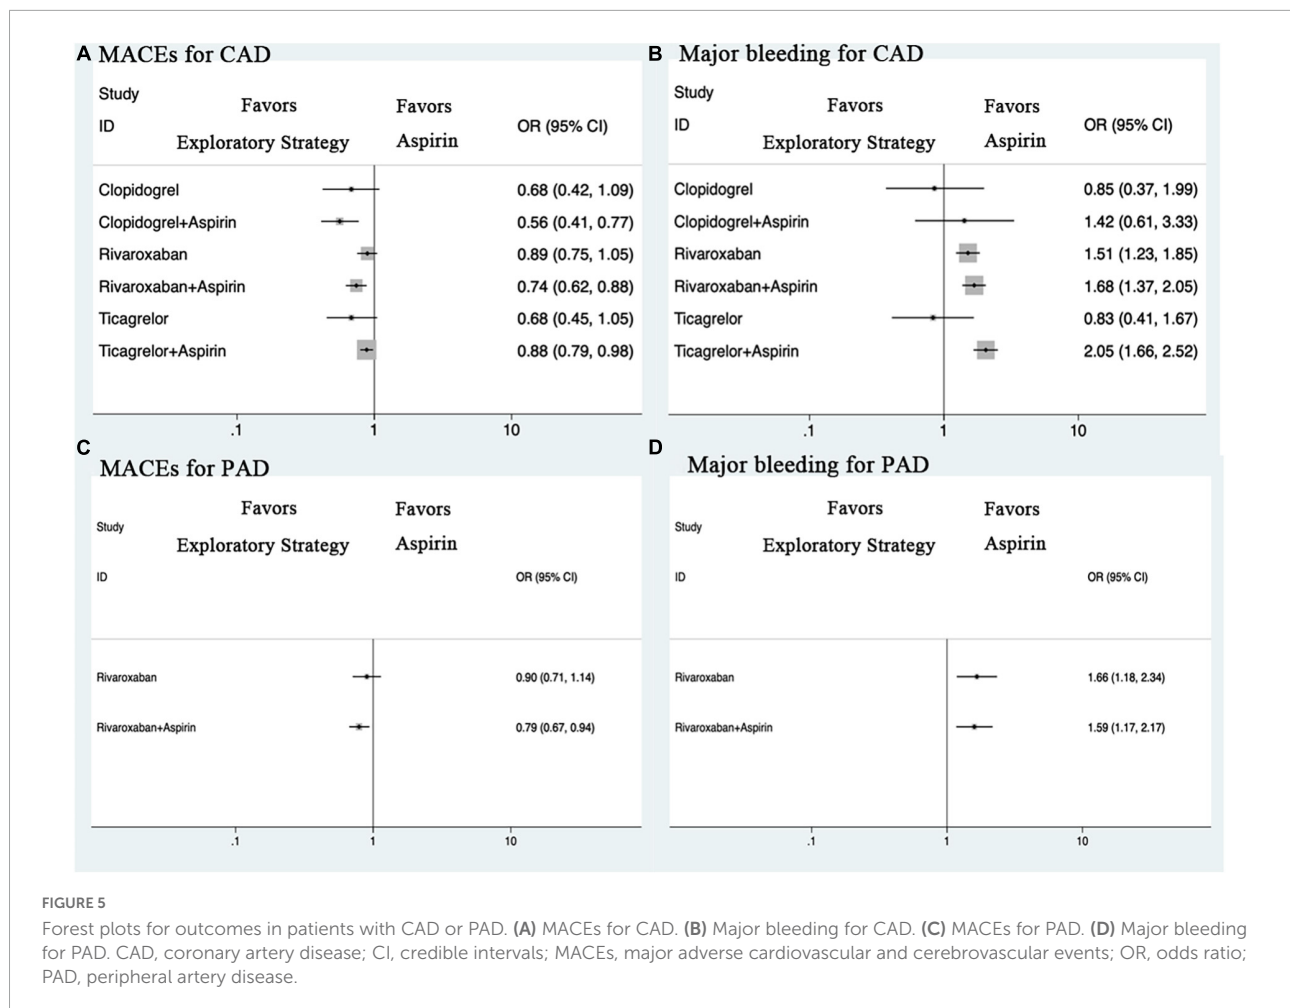 A MACEs for CAD
Study
Favors Favors
ID OR (95% CI)
Exploratory Strategy Aspirin
Clopidogrel 0.68 (0.42, 1.09)
Clopidogrel+Aspirin 0.56 (0.41, 0.77)
Rivaroxaban 0.89 (0.75, 1.05)
Rivaroxaban+Aspirin 0.74 (0.62, 0.88)
Ticagrelor 0.68 (0.45, 1.05)
Ticagrelor+Aspirin 0.88 (0.79, 0.98)
.1 1 10
B Major bleeding for CAD
Study
Favors Favors
ID OR (95% CI)
Exploratory Strategy Aspirin
Clopidogrel 0.85 (0.37, 1.99)
Clopidogrel+Aspirin 1.42 (0.61, 3.33)
Rivaroxaban 1.51 (1.23, 1.85)
Rivaroxaban+Aspirin 1.68 (1.37, 2.05)
Ticagrelor 0.83 (0.41, 1.67)
Ticagrelor+Aspirin 2.05 (1.66, 2.52)
.1 1 10
C MACEs for PAD
Favors Favors
Study
Exploratory Strategy Aspirin
ID OR (95% CI)
Rivaroxaban 0.90 (0.71, 1.14)
Rivaroxaban+Aspirin 0.79 (0.67, 0.94)
.1 1 10
D Major bleeding for PAD
Favors Favors
Study
Exploratory Strategy Aspirin
ID OR (95% CI)
Rivaroxaban 1.66 (1.18, 2.34)
Rivaroxaban+Aspirin 1.59 (1.17, 2.17)
.1 1 10
FIGURE 5
Forest plots for outcomes in patients with CAD or PAD. (A) MACEs for CAD. (B) Major bleeding for CAD. (C) MACEs for PAD. (D) Major bleeding
for PAD. CAD, coronary artery disease; CI, credible intervals; MACEs, major adverse cardiovascular and cerebrovascular events; OR, odds ratio;
PAD, peripheral artery disease.